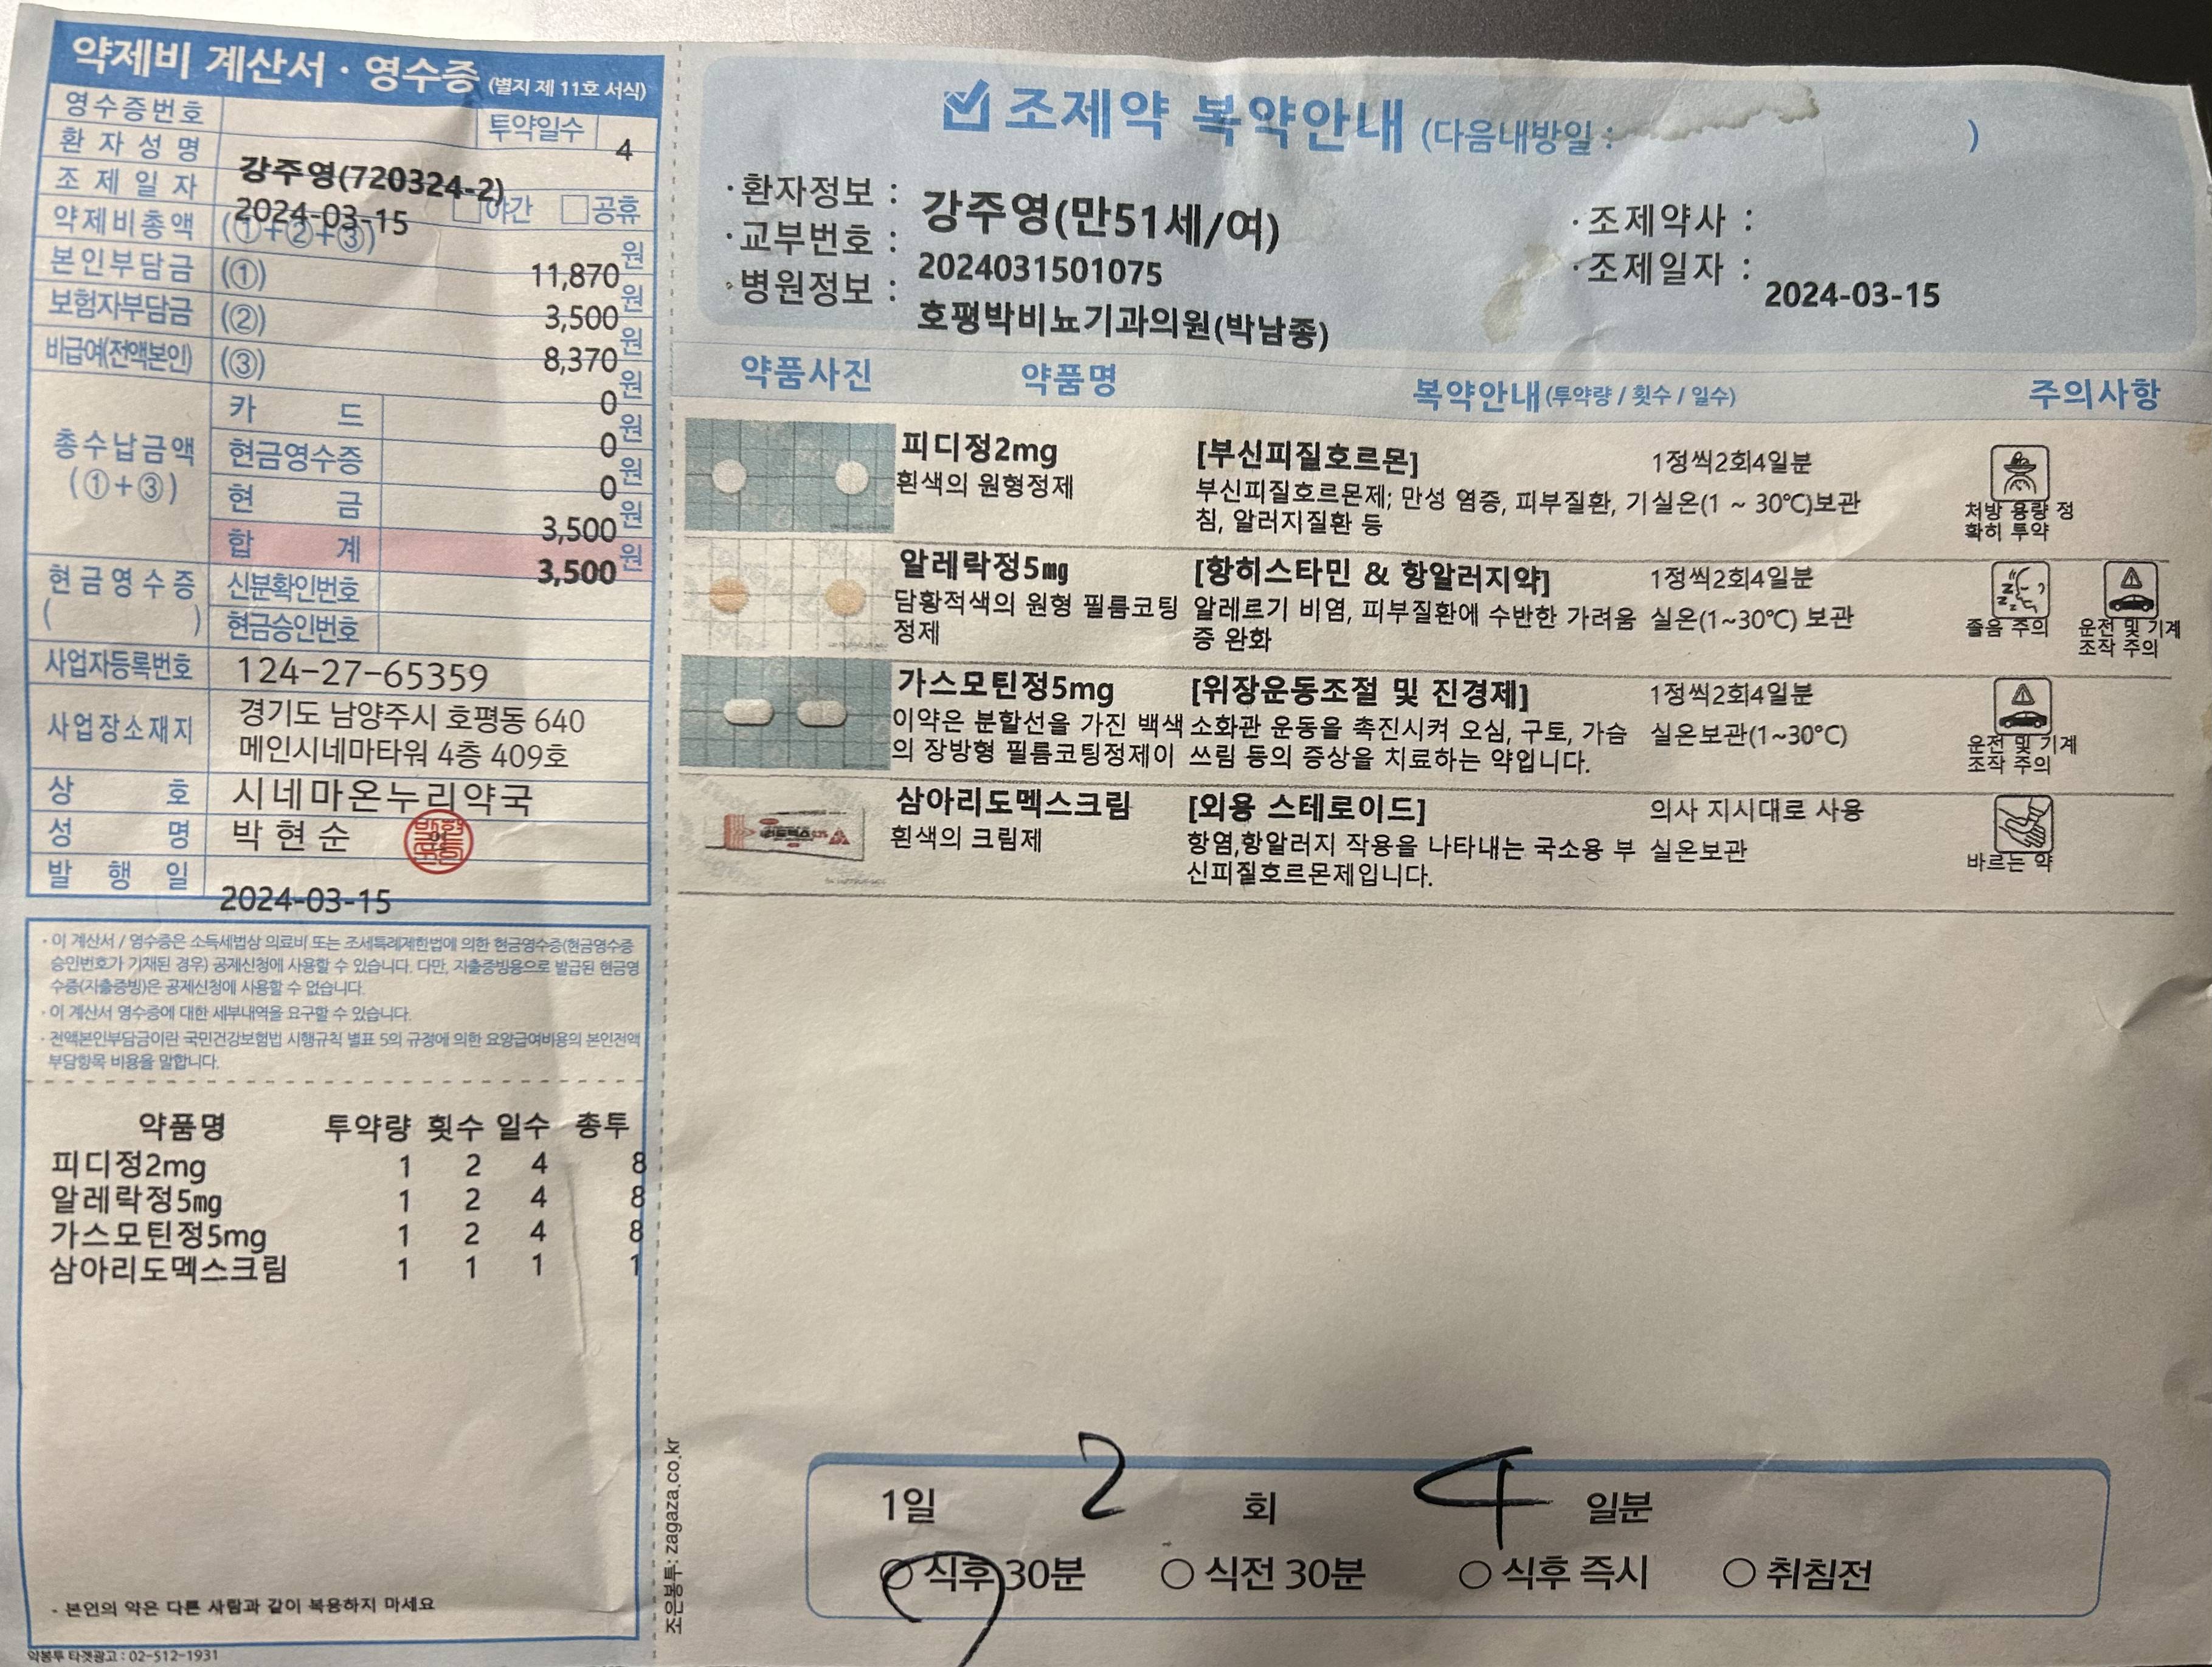 약제비 계산서 · 영수증 (별지 제 11호 서식)
영수증번호
투약일수 4
환자성명 강주영(720324-2)
조제일자 2024-03-15 □야간 □공휴
약제비총액 (①+②+③) 11,870원
본인부담금 (①) 3,500원
보험자부담금 (②) 8,370원
비급여(전액본인) (③) 0원
총수납금액 (①+③)
카 드 0원
현금영수증 0원
현 금 3,500원
합 계 3,500원
현금영수증 ( )
신분확인번호
현금승인번호
사업자등록번호 124-27-65359
사업장소재지 경기도 남양주시 호평동 640
메인시네마타워 4층 409호
상 호 시네마온누리약국
성 명 박현순
발 행 일 2024-03-15
· 이 계산서 / 영수증은 소득세법상 의료비 또는 조세특례제한법에 의한 현금영수증(현금영수증
승인번호가 기재된 경우) 공제신청에 사용할 수 있습니다. 다만, 지출증빙용으로 발급된 현금영
수증(지출증빙)은 공제신청에 사용할 수 없습니다.
· 이 계산서 영수증에 대한 세부내역을 요구할 수 있습니다.
· 전액본인부담금이란 국민건강보험법 시행규칙 별표 5의 규정에 의한 요양급여비용의 본인전액
부담항목 비용을 말합니다.
약품명 투약량 횟수 일수 총투
피디정2mg 1 2 4 8
알레락정5mg 1 2 4 8
가스모틴정5mg 1 2 4 8
삼아리도멕스크림 1 1 1 1
- 본인의 약은 다른 사람과 같이 복용하지 마세요
약봉투 타겟광고 : 02-512-1931
조은봉투: zagaza.co.kr
조제약 복약안내 (다음내방일 : )
· 환자정보 : 강주영(만51세/여)
· 교부번호 : 2024031501075
· 병원정보 : 호평박비뇨기과의원(박남종)
· 조제약사 :
· 조제일자 : 2024-03-15
약품사진 약품명 복약안내(투약량 / 횟수 / 일수) 주의사항
피디정2mg [부신피질호르몬] 1정씩2회4일분
흰색의 원형정제 부신피질호르몬제; 만성 염증, 피부질환, 기 실온(1 ~ 30℃)보관
침, 알러지질환 등
처방 용량 정
확히 투약
알레락정5mg [항히스타민 & 항알러지약] 1정씩2회4일분
담황적색의 원형 필름코팅 알레르기 비염, 피부질환에 수반한 가려움 실온(1~30℃) 보관
정제 증 완화
졸음 주의
운전 및 기계
조작 주의
가스모틴정5mg [위장운동조절 및 진경제] 1정씩2회4일분
이약은 분할선을 가진 백색 소화관 운동을 촉진시켜 오심, 구토, 가슴 실온보관(1~30℃)
의 장방형 필름코팅정제이 쓰림 등의 증상을 치료하는 약입니다.
운전 및 기계
조작 주의
삼아리도멕스크림 [외용 스테로이드] 의사 지시대로 사용
흰색의 크림제 항염,항알러지 작용을 나타내는 국소용 부 실온보관
신피질호르몬제입니다.
바르는 약
1일 2 회 4 일분
○ 식후 30분 ○ 식전 30분 ○ 식후 즉시 ○ 취침전